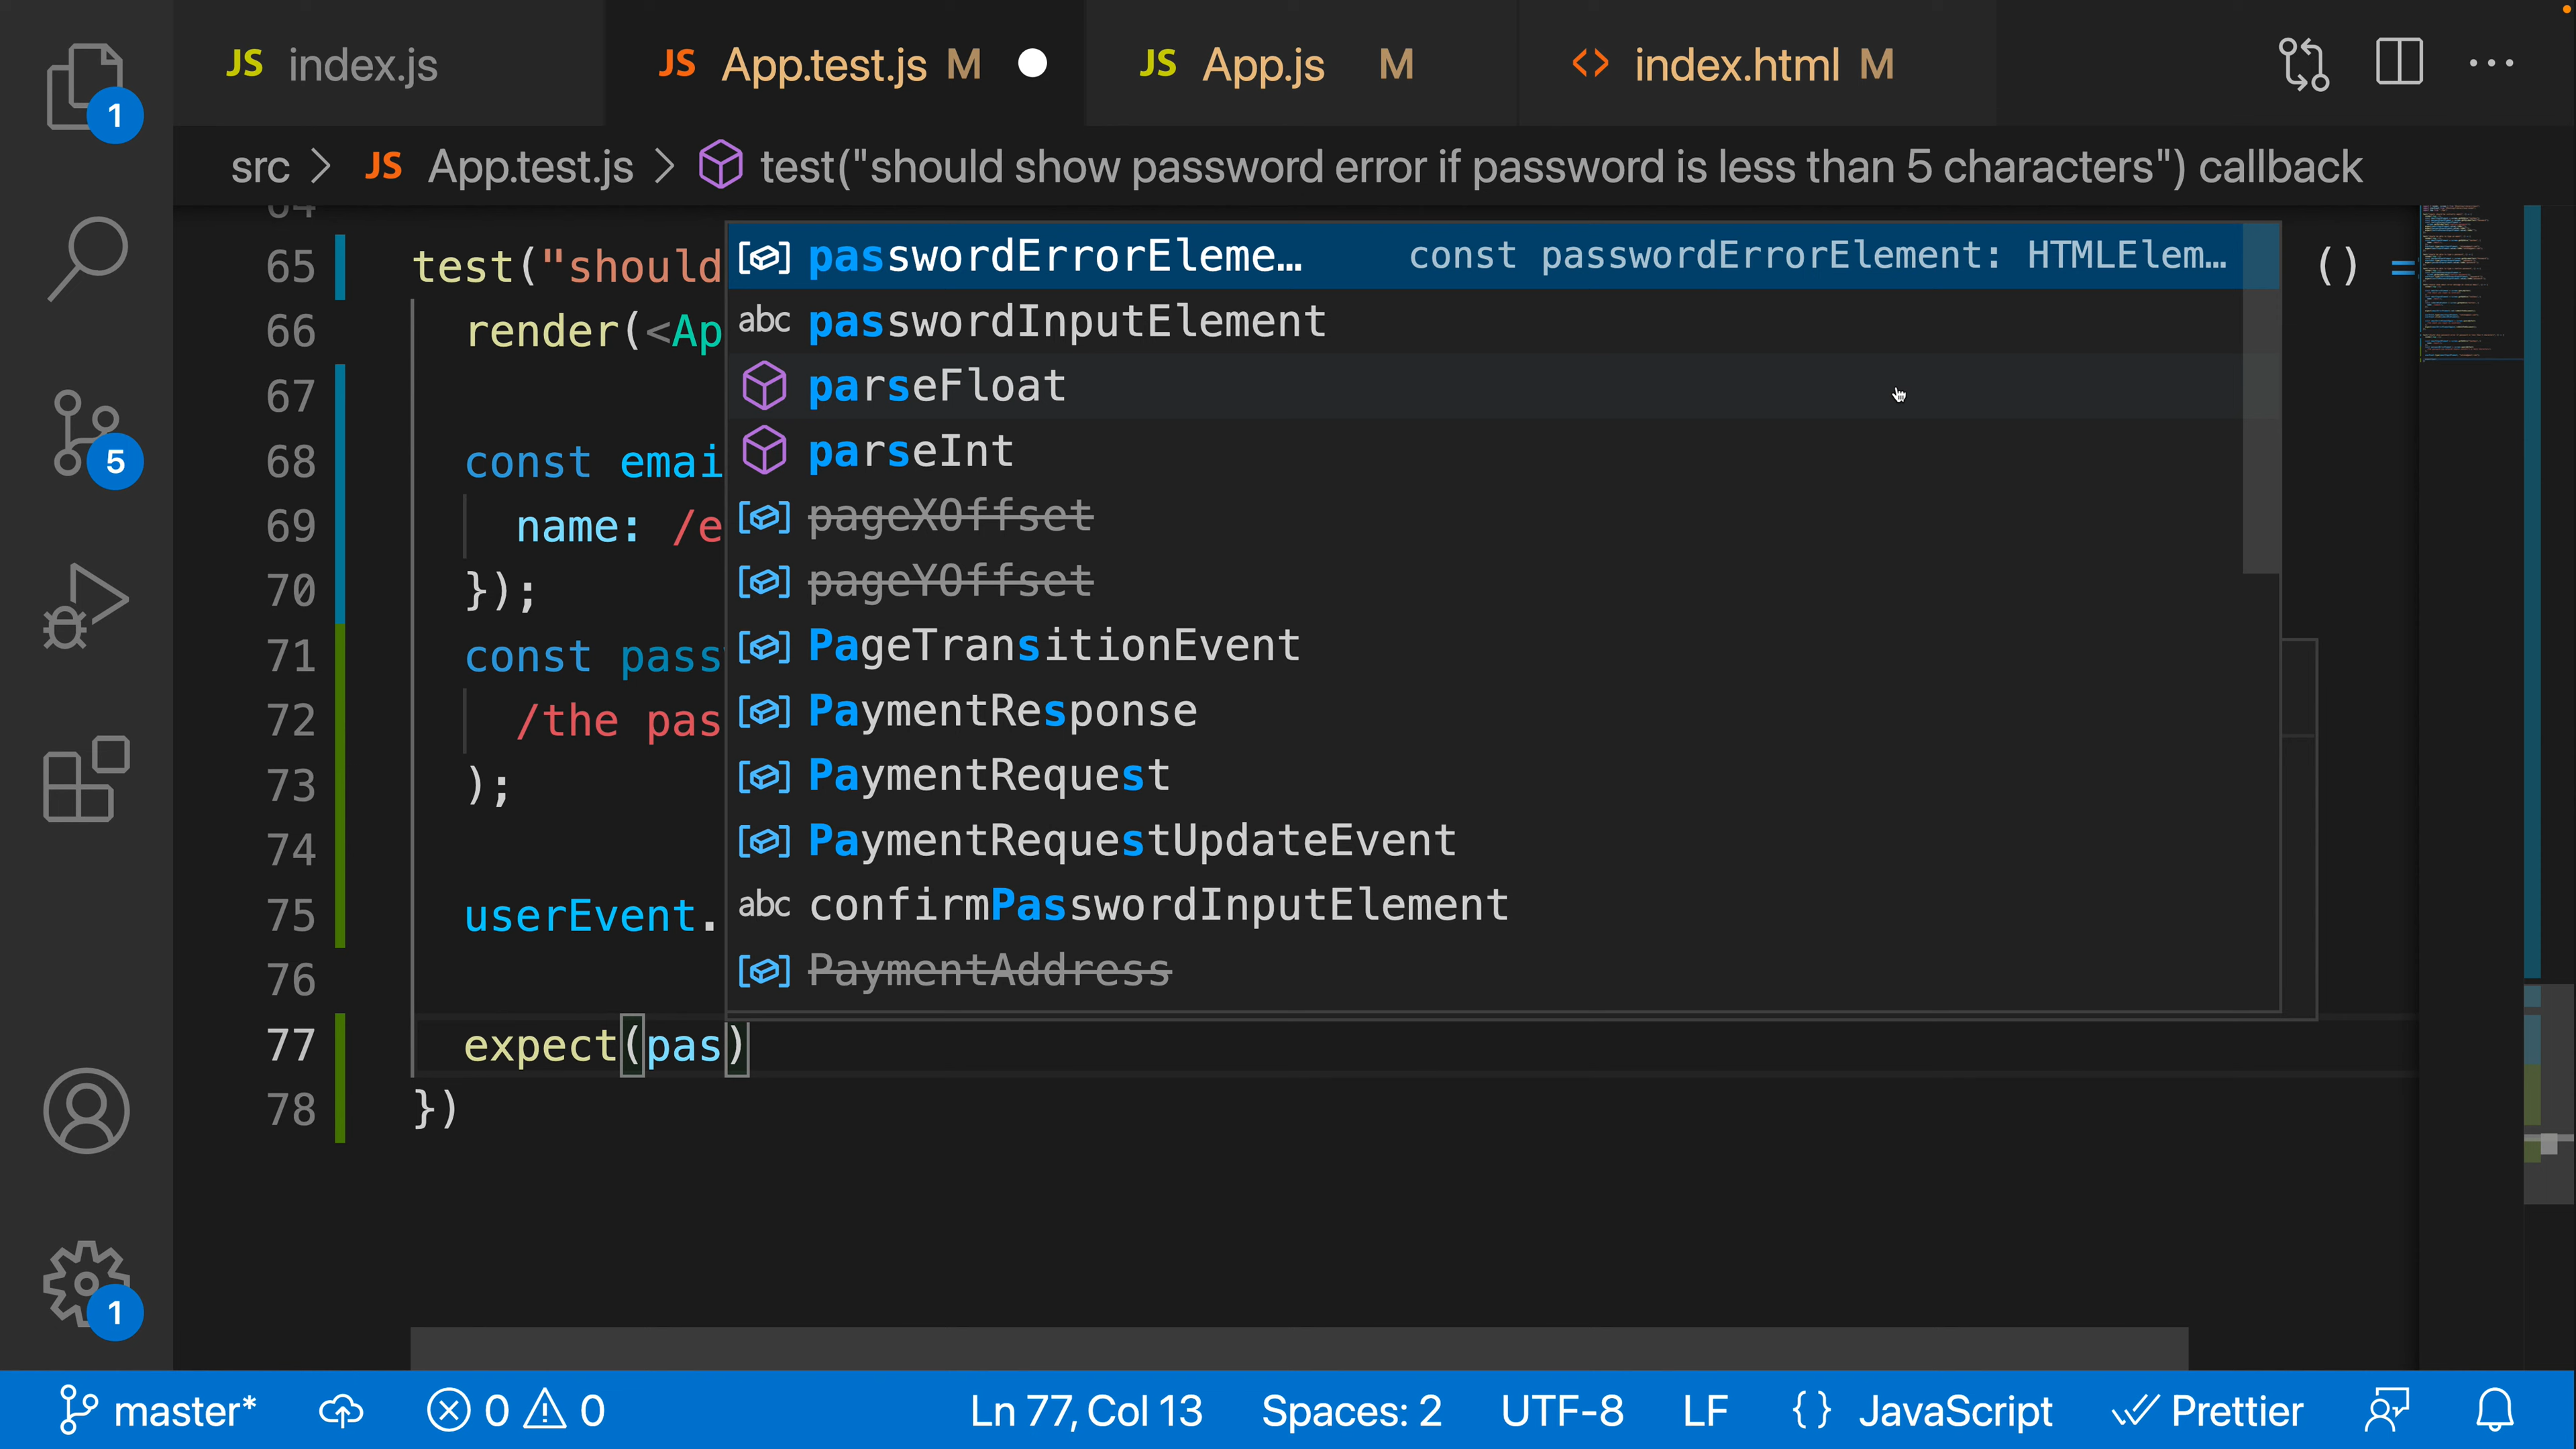 JS index.js
JS App.test.js M
JS App.js M
<> index.html M
1
src > JS App.test.js > test("should show password error if password is less than 5 characters") callback
64
65 test("should () =
66 render(<Ap
67
68 const emai
69 name: /e
70 });
71 const pass
72 /the pas
73 );
74
75 userEvent.
76
77 expect(pas)
78 })
passwordErrorEleme… const passwordErrorElement: HTMLElem…
abc passwordInputElement
parseFloat
parseInt
pageXOffset
pageYOffset
PageTransitionEvent
PaymentResponse
PaymentRequest
PaymentRequestUpdateEvent
abc confirmPasswordInputElement
PaymentAddress
5
1
master* 0 0 Ln 77, Col 13 Spaces: 2 UTF-8 LF {} JavaScript Prettier